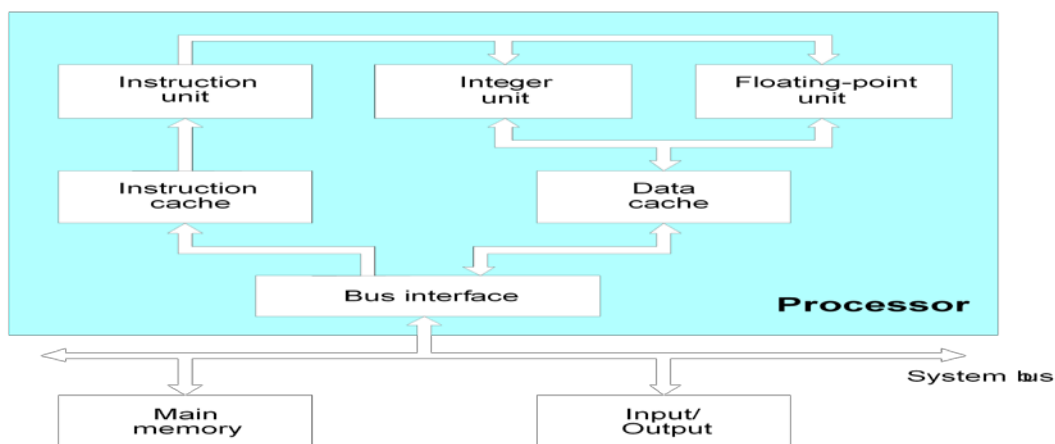 Instruction
unit
Integer
unit
Floating-point
unit
Instruction
cache
Data
cache
Bus interface
Processor
System bus
Main
memory
Input/
Output